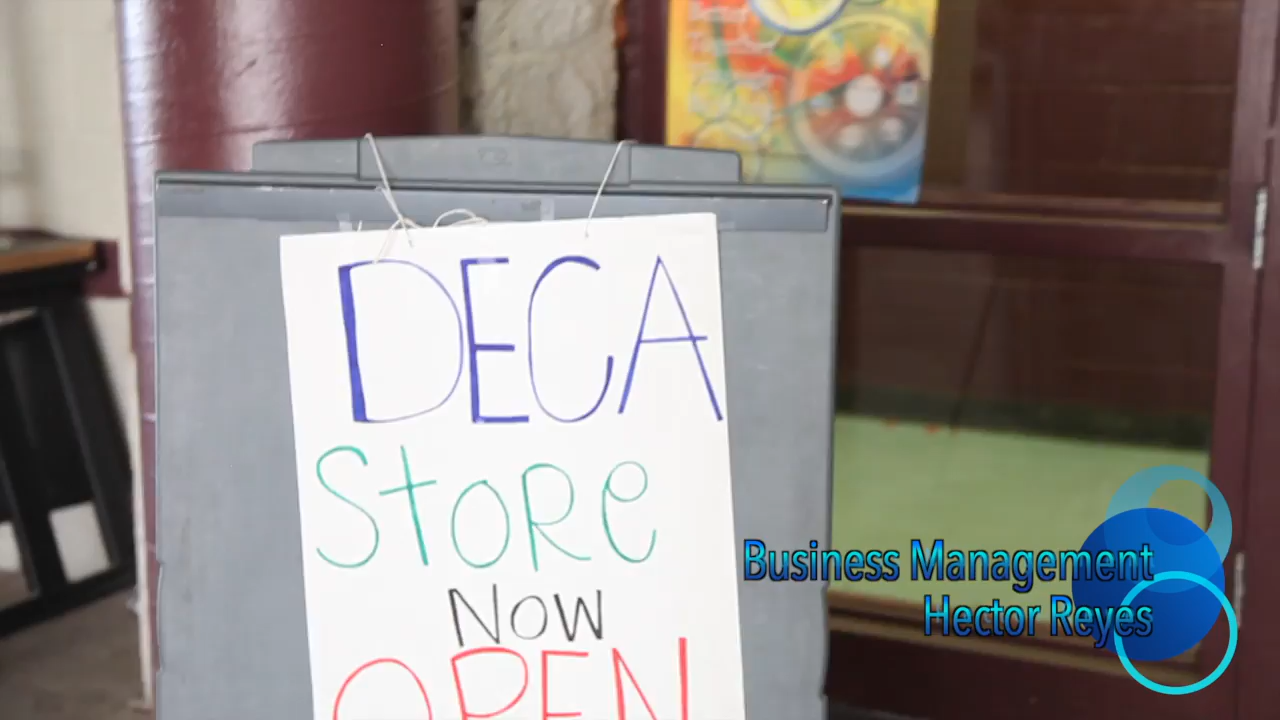 DECA
Store
Now
OPEN
Business Management
Hector Reyes